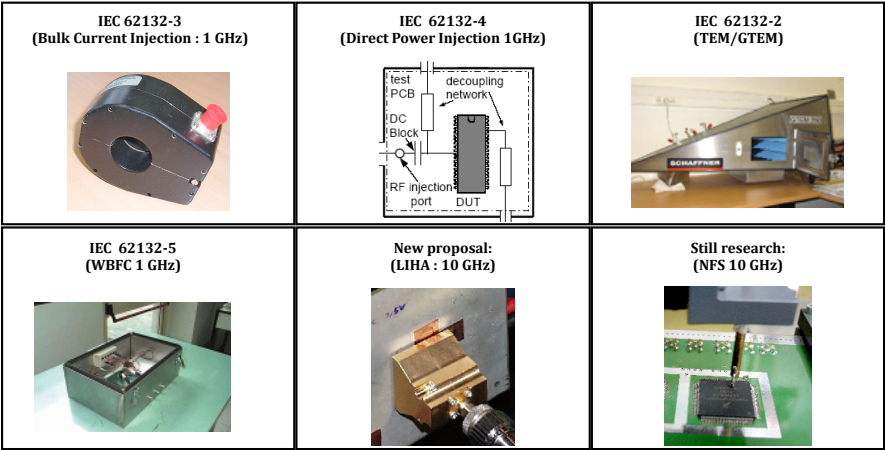 IEC 62132-3
(Bulk Current Injection : 1 GHz)
IEC 62132-4
(Direct Power Injection 1GHz)
test
PCB
decoupling
network
DC
Block
RF injection
port
DUT
IEC 62132-2
(TEM/GTEM)
SCHAFFNER
IEC 62132-5
(WBFC 1 GHz)
New proposal:
(LIHA : 10 GHz)
Still research:
(NFS 10 GHz)